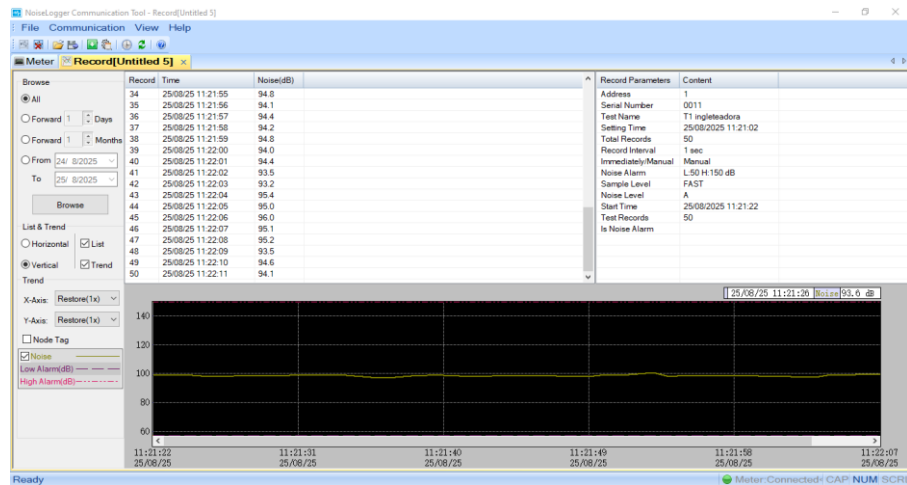 NoiseLogger Communication Tool - Record[Untitled 5]
File Communication View Help
Meter Record[Untitled 5] ×
Browse
All
Forward 1 Days
Forward 1 Months
From 24/ 8/2025
To 25/ 8/2025
Browse
List & Trend
Horizontal List
Vertical Trend
Trend
X-Axis: Restore(1x)
Y-Axis: Restore(1x)
Node Tag
Noise
Low Alarm(dB)
High Alarm(dB)
Record Time Noise(dB)
34 25/08/25 11:21:55 94.8
35 25/08/25 11:21:56 94.1
36 25/08/25 11:21:57 94.4
37 25/08/25 11:21:58 94.2
38 25/08/25 11:21:59 94.8
39 25/08/25 11:22:00 94.0
40 25/08/25 11:22:01 94.4
41 25/08/25 11:22:02 93.5
42 25/08/25 11:22:03 93.2
43 25/08/25 11:22:04 95.4
44 25/08/25 11:22:05 95.0
45 25/08/25 11:22:06 96.0
46 25/08/25 11:22:07 95.1
47 25/08/25 11:22:08 95.2
48 25/08/25 11:22:09 93.5
49 25/08/25 11:22:10 94.6
50 25/08/25 11:22:11 94.1
Record Parameters Content
Address 1
Serial Number 0011
Test Name T1 ingleteadora
Setting Time 25/08/2025 11:21:02
Total Records 50
Record Interval 1 sec
Immediately/Manual Manual
Noise Alarm L:50 H:150 dB
Sample Level FAST
Noise Level A
Start Time 25/08/2025 11:21:22
Test Records 50
Is Noise Alarm
25/08/25 11:21:26 Noise 93.6 dB
140
120
100
80
60
11:21:22 11:21:31 11:21:40 11:21:49 11:21:58 11:22:07
25/08/25 25/08/25 25/08/25 25/08/25 25/08/25 25/08/25
Ready Meter:Connected CAP NUM SCRL